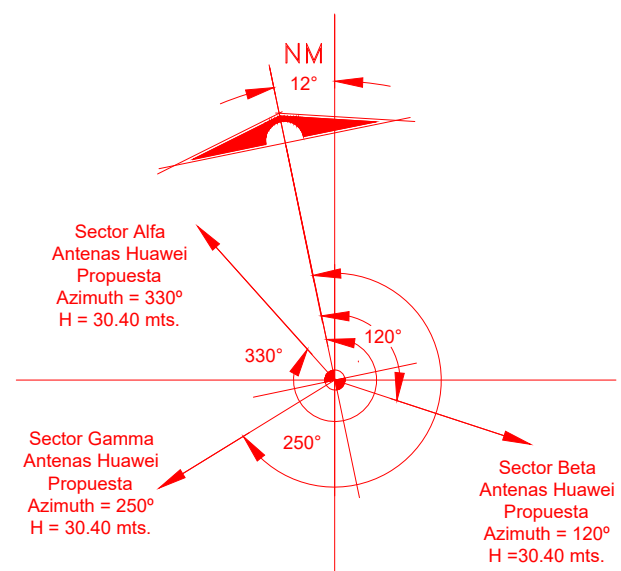 NM
12°
Sector Alfa
Antenas Huawei
Propuesta
Azimuth = 330º
H = 30.40 mts.
120°
330°
250°
Sector Gamma
Antenas Huawei
Propuesta
Azimuth = 250º
H = 30.40 mts.
Sector Beta
Antenas Huawei
Propuesta
Azimuth = 120º
H =30.40 mts.